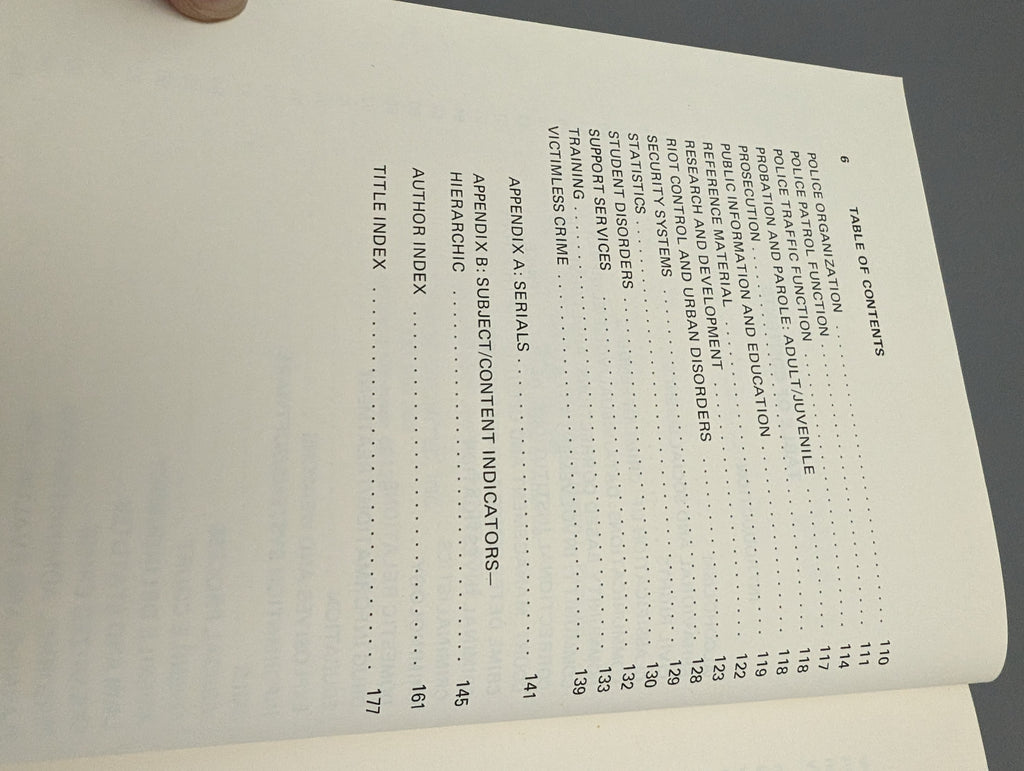 6 TABLE OF CONTENTS
POLICE ORGANIZATION . . . . . . . . . . . . . . . . . . . . 110
POLICE PATROL FUNCTION . . . . . . . . . . . . . . . . . . . . 111
POLICE TRAFFIC FUNCTION . . . . . . . . . . . . . . . . . . . . 114
PROBATION AND PAROLE: ADULT/JUVENILE . . . . . . . . . . 117
PROSECUTION . . . . . . . . . . . . . . . . . . . . . . . . 118
PUBLIC INFORMATION AND EDUCATION . . . . . . . . . . . . 118
REFERENCE MATERIAL . . . . . . . . . . . . . . . . . . . . 119
RESEARCH AND DEVELOPMENT . . . . . . . . . . . . . . . . 122
RIOT CONTROL AND URBAN DISORDERS . . . . . . . . . . . . 123
SECURITY SYSTEMS . . . . . . . . . . . . . . . . . . . . . 128
STATISTICS . . . . . . . . . . . . . . . . . . . . . . . . 129
STUDENT DISORDERS . . . . . . . . . . . . . . . . . . . . 130
SUPPORT SERVICES . . . . . . . . . . . . . . . . . . . . . 132
TRAINING . . . . . . . . . . . . . . . . . . . . . . . . . 133
VICTIMLESS CRIME . . . . . . . . . . . . . . . . . . . . . 139
APPENDIX A: SERIALS . . . . . . . . . . . . . . . . . . 141
APPENDIX B: SUBJECT/CONTENT INDICATORS—
HIERARCHIC . . . . . . . . . . . . . . . . . . . . . . 145
AUTHOR INDEX . . . . . . . . . . . . . . . . . . . . . 161
TITLE INDEX . . . . . . . . . . . . . . . . . . . . . . 177